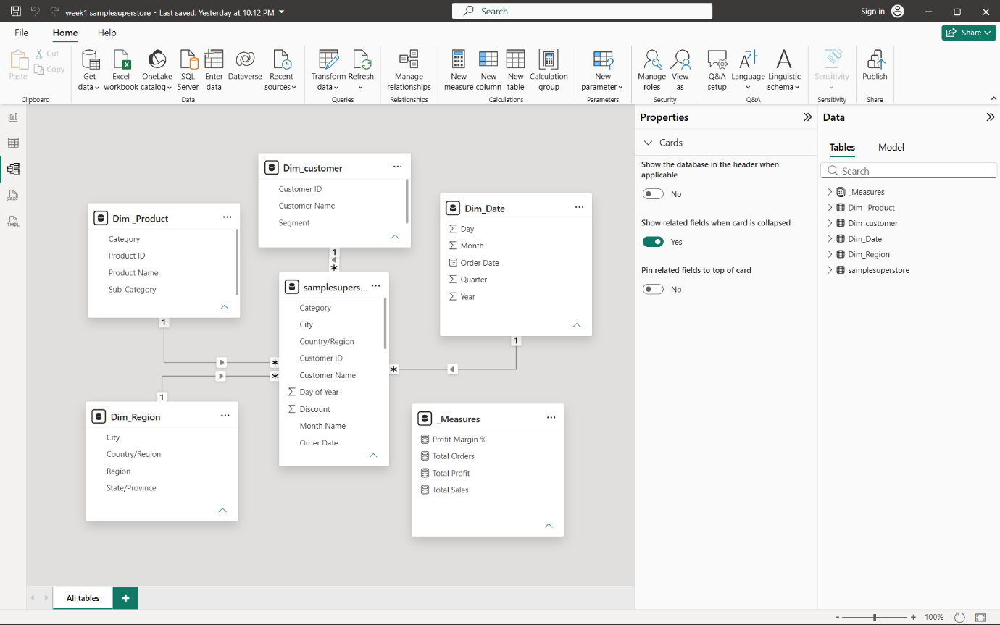 week1 samplesuperstore • Last saved: Yesterday at 10:12 PM
Search
Sign in
File
Home
Help
Share
Paste
Cut
Copy
Get data
Excel workbook
OneLake catalog
SQL Server
Enter data
Dataverse
Recent sources
Transform data
Refresh
Manage relationships
New measure
New column
New table
Calculation group
New parameter
Manage roles
View as
Q&A setup
Language
Linguistic schema
Sensitivity
Publish
Clipboard
Data
Queries
Relationships
Calculations
Parameters
Security
Q&A
Sensitivity
Share
DAX
TMDL
Dim_customer
Customer ID
Customer Name
Segment
Dim _Product
Category
Product ID
Product Name
Sub-Category
Dim_Date
Day
Month
Order Date
Quarter
Year
1
*
samplesupers...
Category
City
Country/Region
Customer ID
Customer Name
Day of Year
Discount
Month Name
Order Date
1
*
*
1
1
*
Dim_Region
City
Country/Region
Region
State/Province
_Measures
Profit Margin %
Total Orders
Total Profit
Total Sales
Properties
Cards
Show the database in the header when
applicable
No
Show related fields when card is collapsed
Yes
Pin related fields to top of card
No
Data
Tables
Model
Search
_Measures
Dim _Product
Dim_customer
Dim_Date
Dim_Region
samplesuperstore
All tables
+
- + 100%